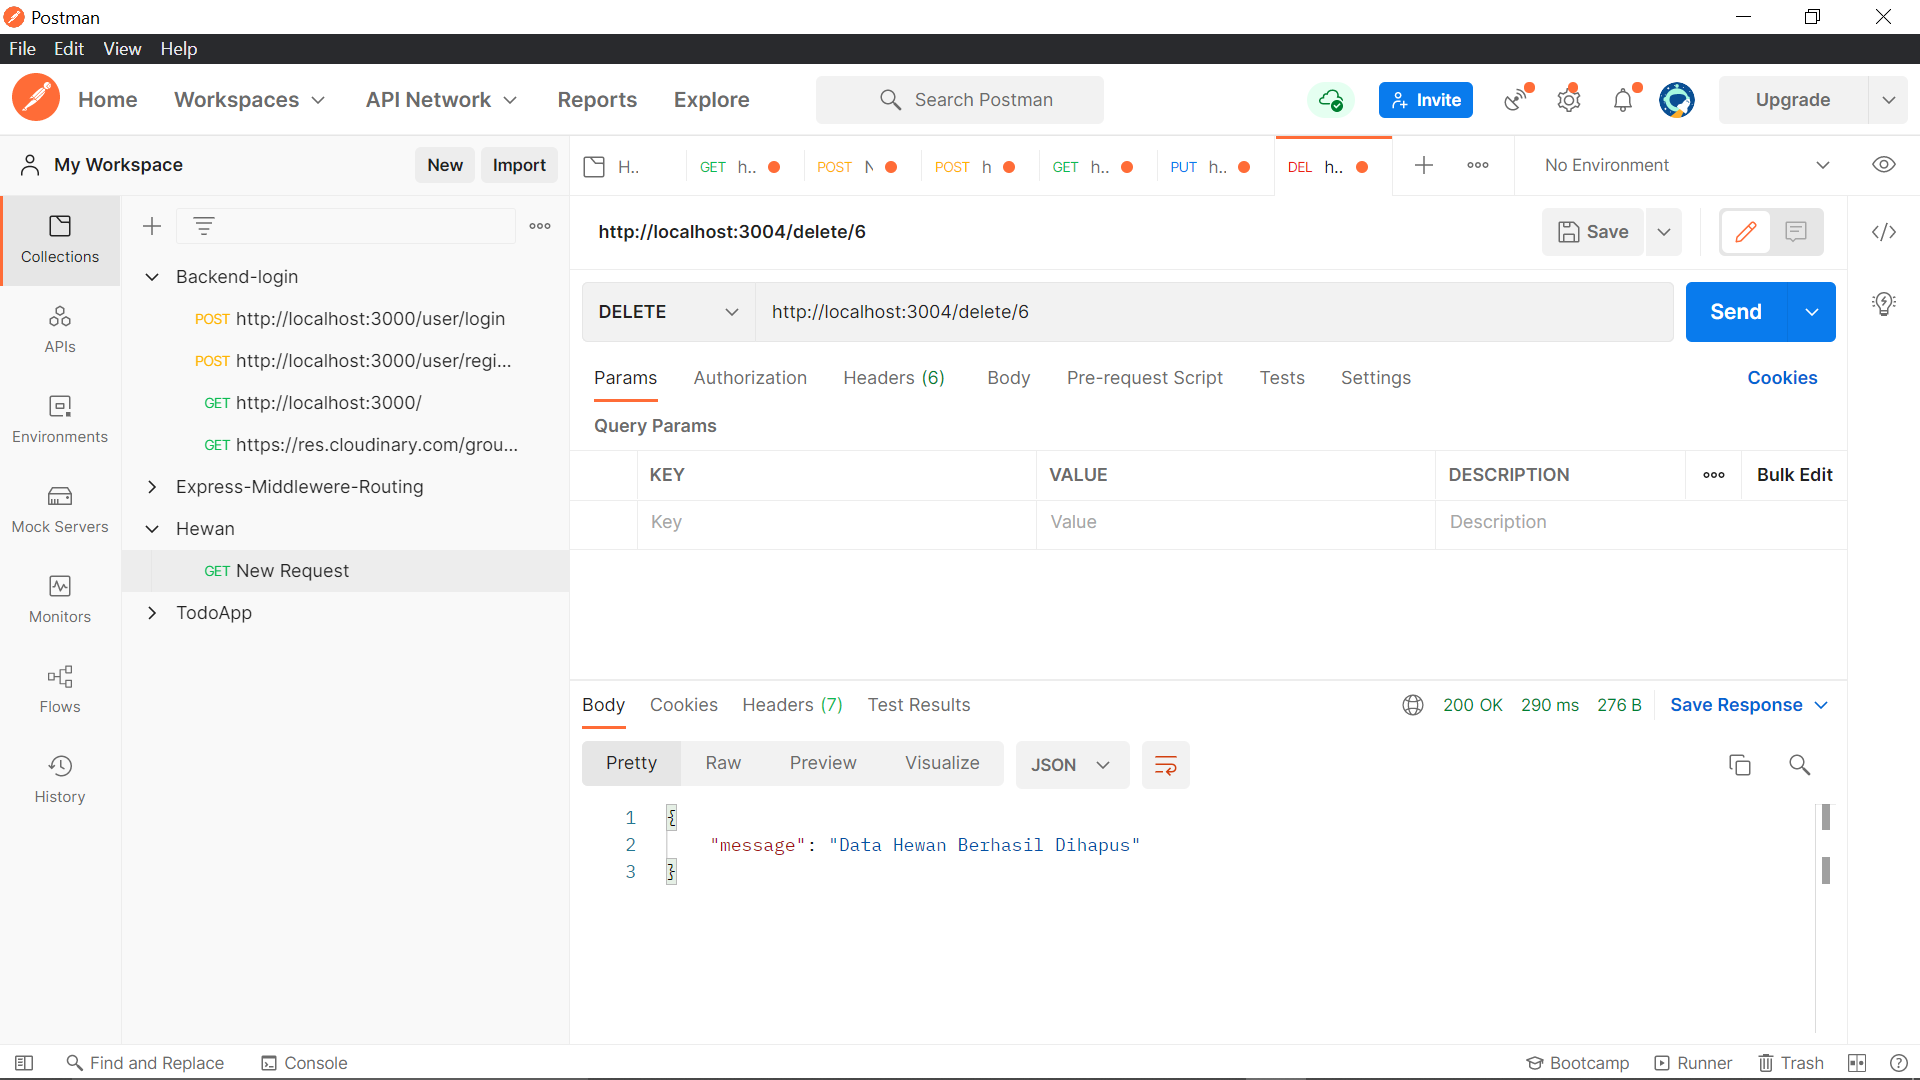 Postman
File Edit View Help
Home Workspaces API Network Reports Explore Search Postman Invite Upgrade
My Workspace New Import
H.. GET h.. POST N POST h GET h.. PUT h.. DEL h.. No Environment
Collections
APIs
Environments
Mock Servers
Monitors
Flows
History
Backend-login
POST http://localhost:3000/user/login
POST http://localhost:3000/user/regi...
GET http://localhost:3000/
GET https://res.cloudinary.com/grou...
Express-Middlewere-Routing
Hewan
GET New Request
TodoApp
http://localhost:3004/delete/6 Save
DELETE http://localhost:3004/delete/6 Send
Params Authorization Headers (6) Body Pre-request Script Tests Settings Cookies
Query Params
KEY VALUE DESCRIPTION Bulk Edit
Key Value Description
Body Cookies Headers (7) Test Results 200 OK 290 ms 276 B Save Response
Pretty Raw Preview Visualize JSON
1 {
2 "message": "Data Hewan Berhasil Dihapus"
3 }
Find and Replace Console Bootcamp Runner Trash